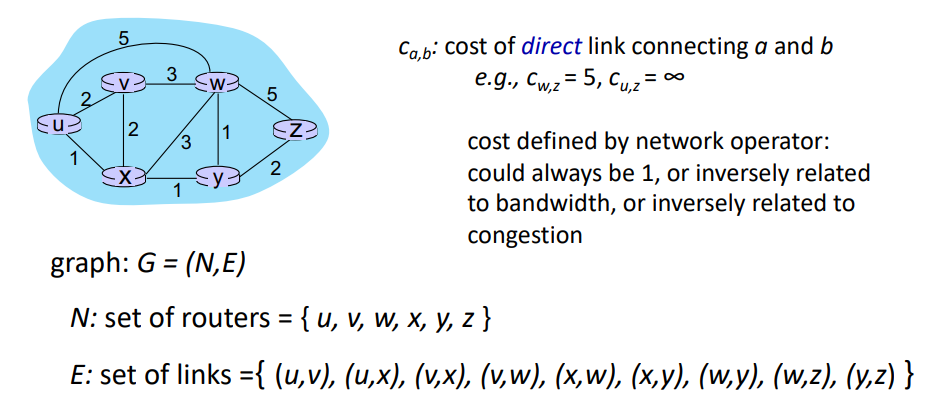 5
v
3
w
2
5
u
2
3
1
z
1
x
1
y
2
c_{a,b}: cost of direct link connecting a and b
e.g., c_{w,z} = 5, c_{u,z} = ∞
cost defined by network operator:
could always be 1, or inversely related
to bandwidth, or inversely related to
congestion
graph: G = (N,E)
N: set of routers = { u, v, w, x, y, z }
E: set of links ={ (u,v), (u,x), (v,x), (v,w), (x,w), (x,y), (w,y), (w,z), (y,z) }